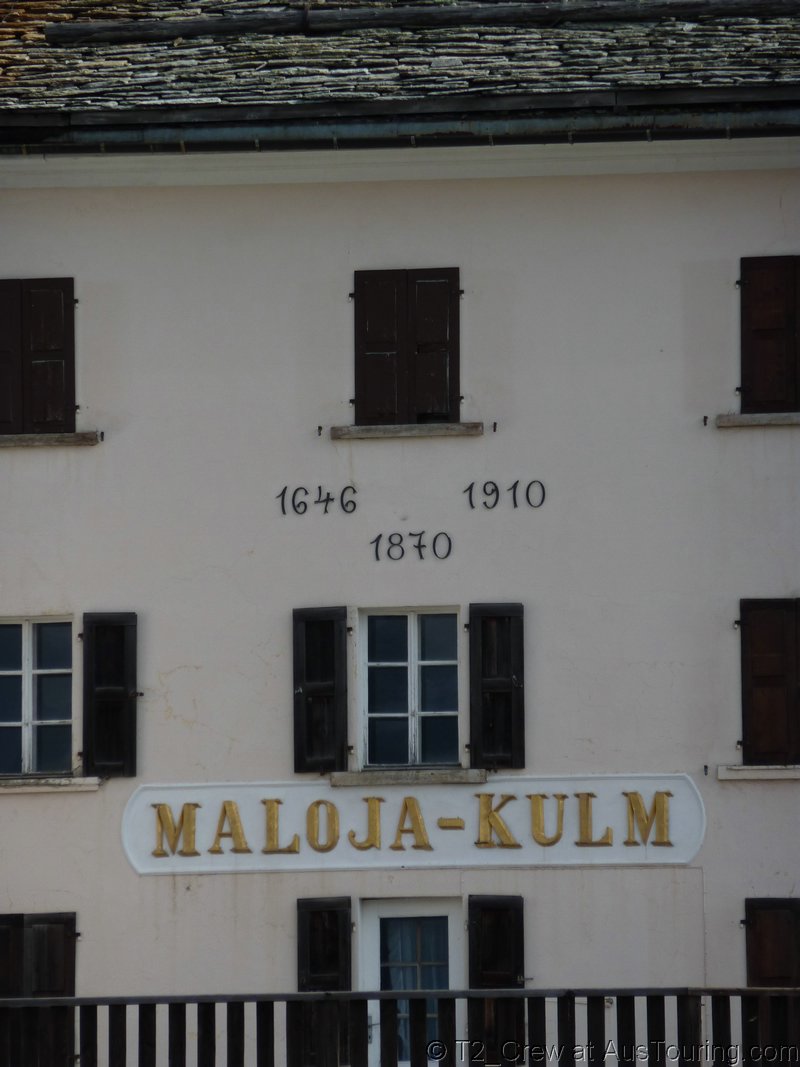 1646 1910
1870
MALOJA-KULM
© T2_Crew at AusTouring.com